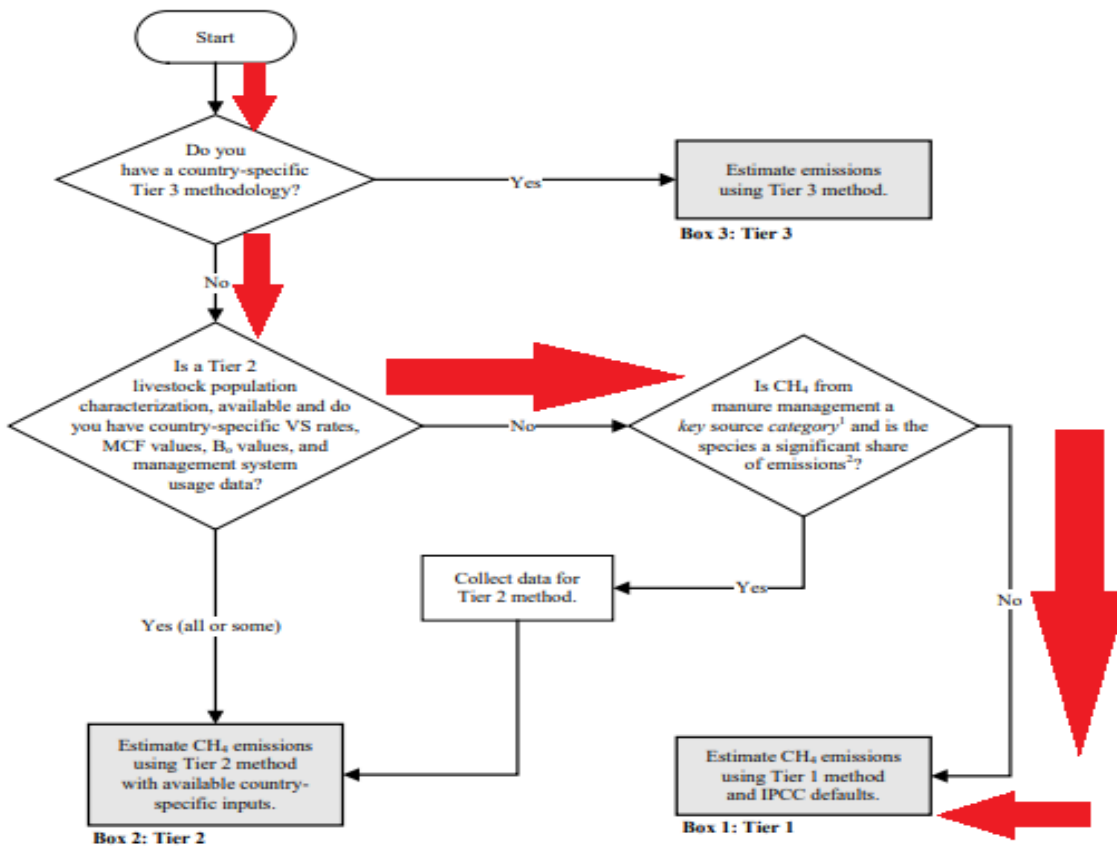 Start
Do you
have a country-specific
Tier 3 methodology?
Yes
Estimate emissions
using Tier 3 method.
Box 3: Tier 3
No
Is a Tier 2
livestock population
characterization, available and do
you have country-specific VS rates,
MCF values, Bₒ values, and
management system
usage data?
No
Is CH₄ from
manure management a
key source category¹ and is the
species a significant share
of emissions²?
Yes
Collect data for
Tier 2 method.
No
Yes (all or some)
Estimate CH₄ emissions
using Tier 2 method
with available country-
specific inputs.
Box 2: Tier 2
Estimate CH₄ emissions
using Tier 1 method
and IPCC defaults.
Box 1: Tier 1